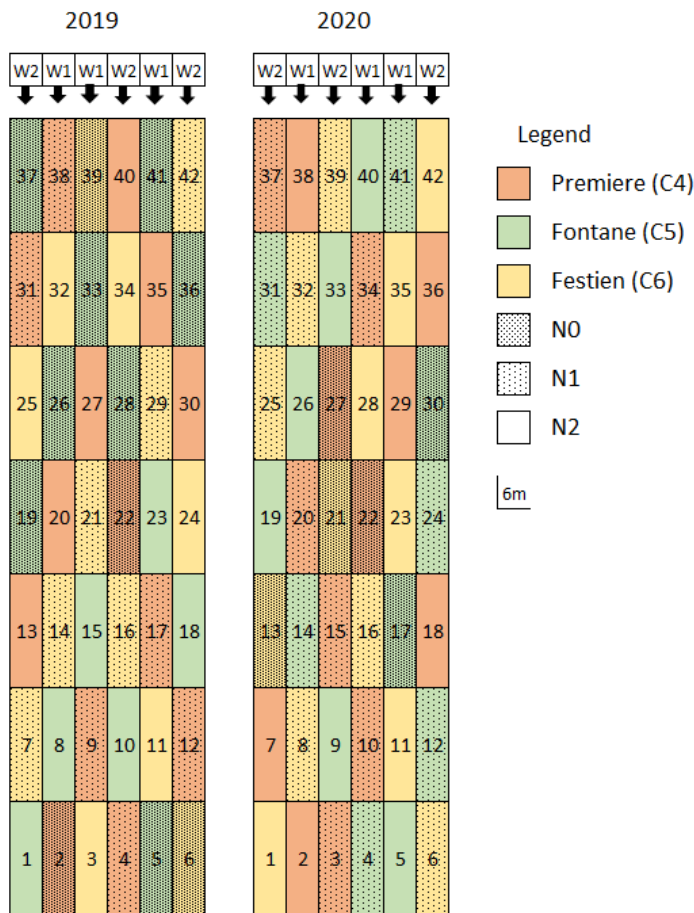 2019 2020
W2 W1 W1 W2 W1 W2 W2 W1 W2 W1 W1 W2
Legend
37 38 39 40 41 42 37 38 39 40 41 42
Premiere (C4)
Fontane (C5)
31 32 33 34 35 36 31 32 33 34 35 36
Festien (C6)
N0
25 26 27 28 29 30 25 26 27 28 29 30
N1
N2
19 20 21 22 23 24 19 20 21 22 23 24
6m
13 14 15 16 17 18 13 14 15 16 17 18
7 8 9 10 11 12 7 8 9 10 11 12
1 2 3 4 5 6 1 2 3 4 5 6